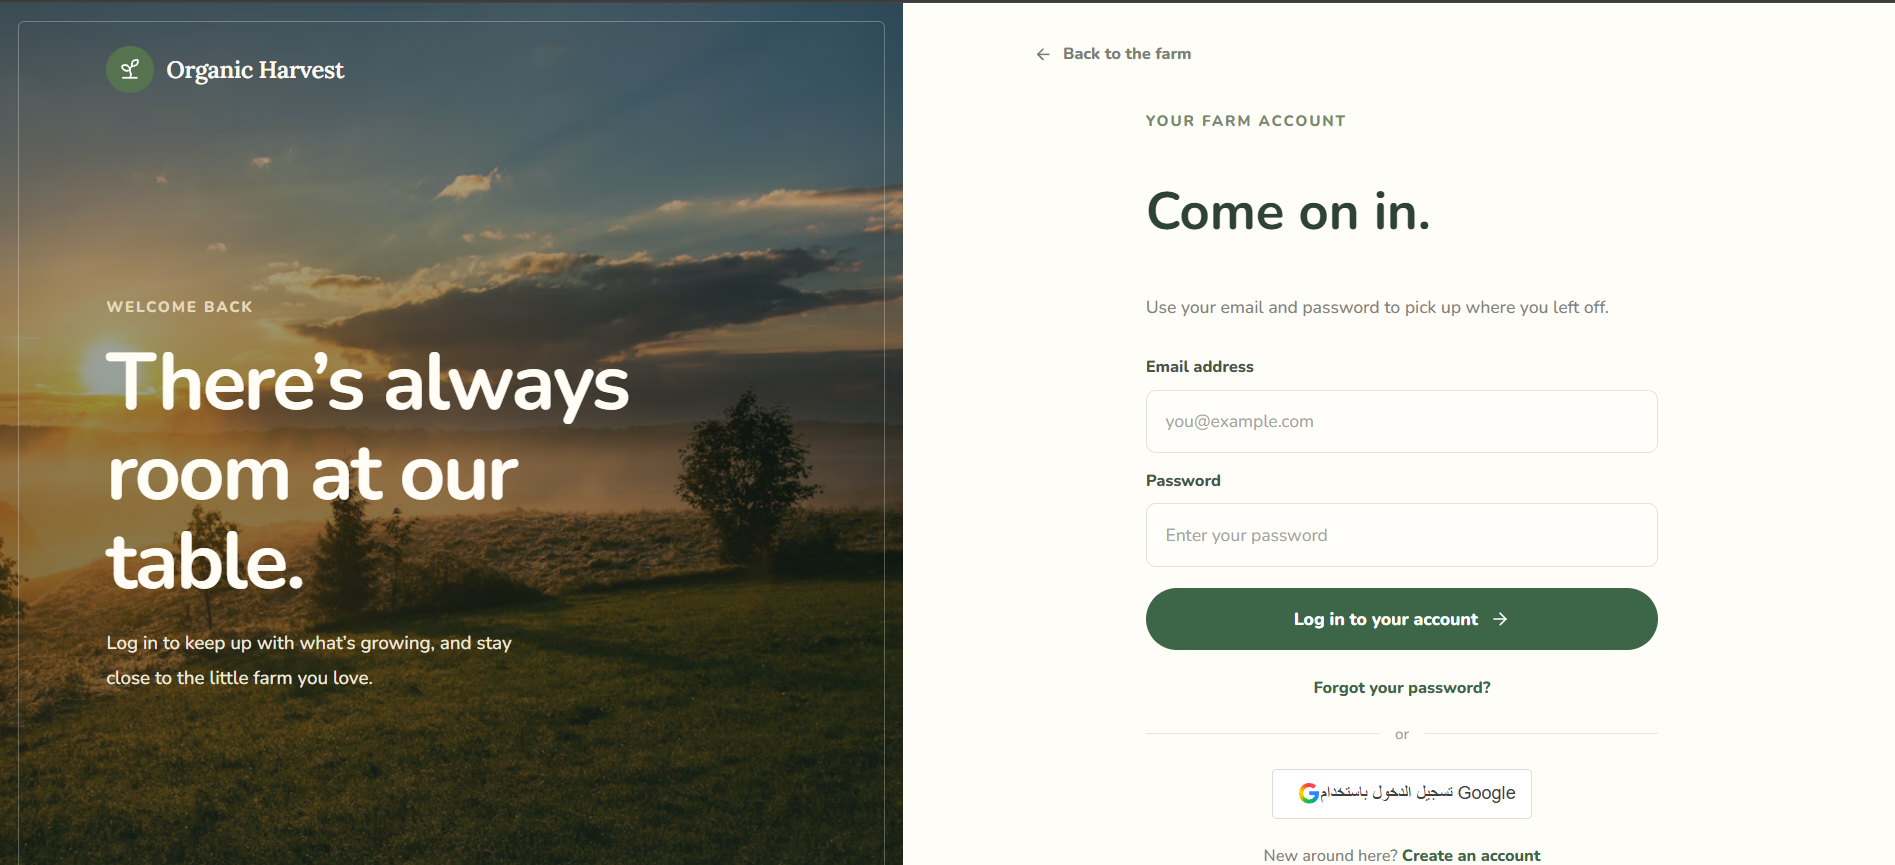 Organic Harvest
WELCOME BACK
There’s always
room at our
table.
Log in to keep up with what’s growing, and stay
close to the little farm you love.
Back to the farm
YOUR FARM ACCOUNT
Come on in.
Use your email and password to pick up where you left off.
Email address
you@example.com
Password
Enter your password
Log in to your account
Forgot your password?
or
تسجيل الدخول باستخدام Google
New around here? Create an account